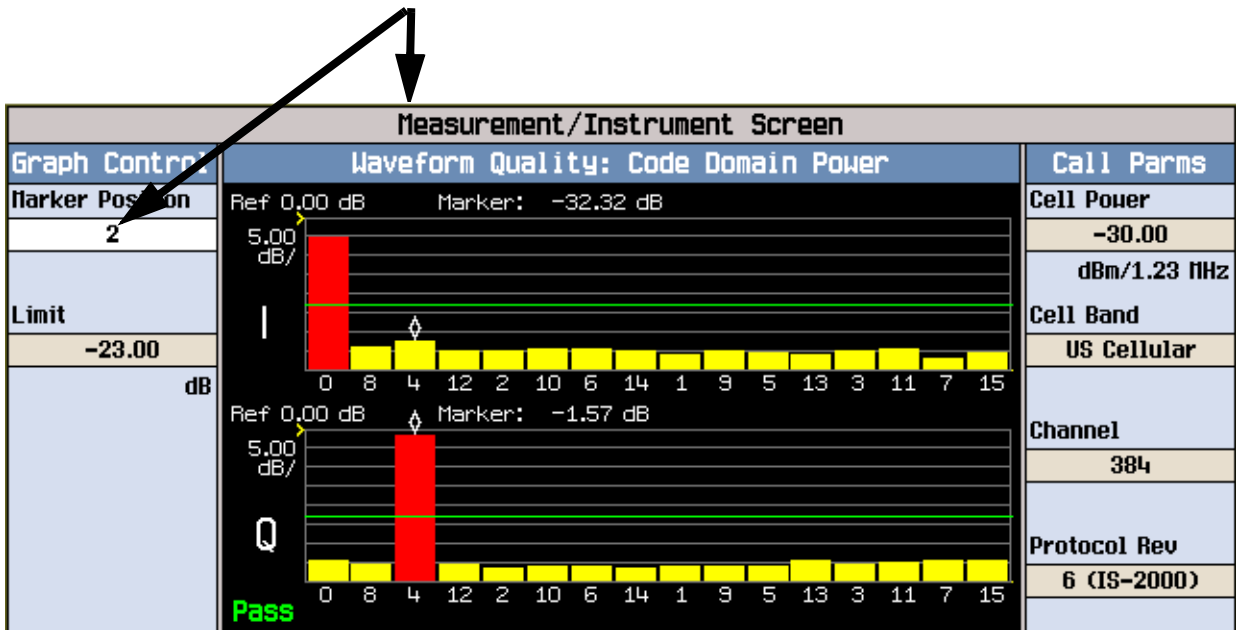 Measurement/Instrument Screen
Graph Control
Waveform Quality: Code Domain Power
Call Parms
Marker Position
2
Limit
-23.00
dB
Ref 0.00 dB Marker: -32.32 dB
5.00
dB/
I
0 8 4 12 2 10 6 14 1 9 5 13 3 11 7 15
Ref 0.00 dB Marker: -1.57 dB
5.00
dB/
Q
0 8 4 12 2 10 6 14 1 9 5 13 3 11 7 15
Pass
Cell Power
-30.00
dBm/1.23 MHz
Cell Band
US Cellular
Channel
384
Protocol Rev
6 (IS-2000)